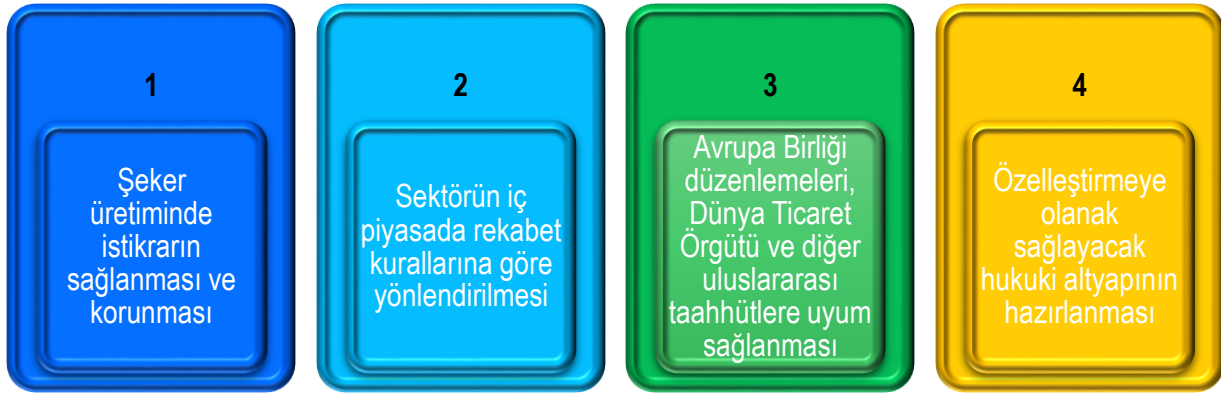 1
Şeker
üretiminde
istikrarın
sağlanması ve
korunması
2
Sektörün iç
piyasada rekabet
kurallarına göre
yönlendirilmesi
3
Avrupa Birliği
düzenlemeleri,
Dünya Ticaret
Örgütü ve diğer
uluslararası
taahhütlere uyum
sağlanması
4
Özelleştirmeye
olanak
sağlayacak
hukuki altyapının
hazırlanması